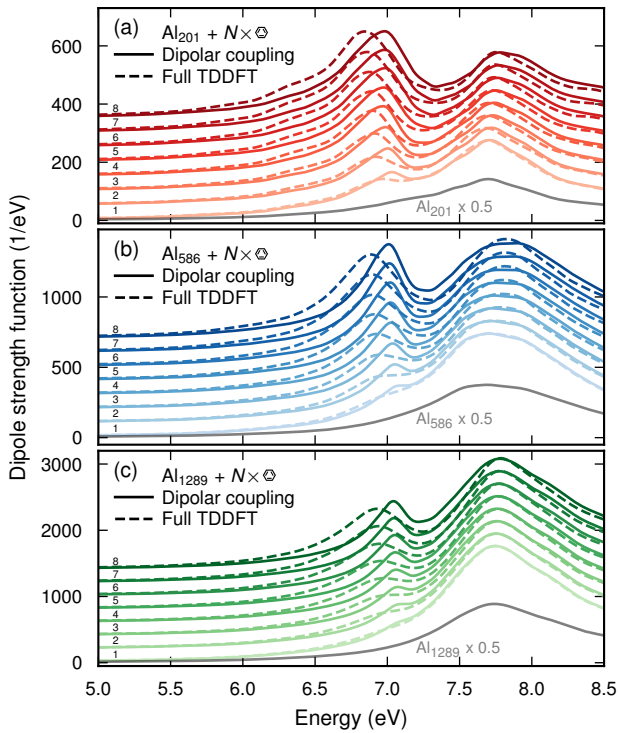 (a)
Al₂₀₁ + N×⌬
Dipolar coupling
Full TDDFT
600
400
200
0
8
7
6
5
4
3
2
1
Al₂₀₁ x 0.5
(b)
Al₅₈₆ + N×⌬
Dipolar coupling
Full TDDFT
1000
500
0
8
7
6
5
4
3
2
1
Al₅₈₆ x 0.5
(c)
Al₁₂₈₉ + N×⌬
Dipolar coupling
Full TDDFT
3000
2000
1000
0
8
7
6
5
4
3
2
1
Al₁₂₈₉ x 0.5
Dipole strength function (1/eV)
5.0 5.5 6.0 6.5 7.0 7.5 8.0 8.5
Energy (eV)